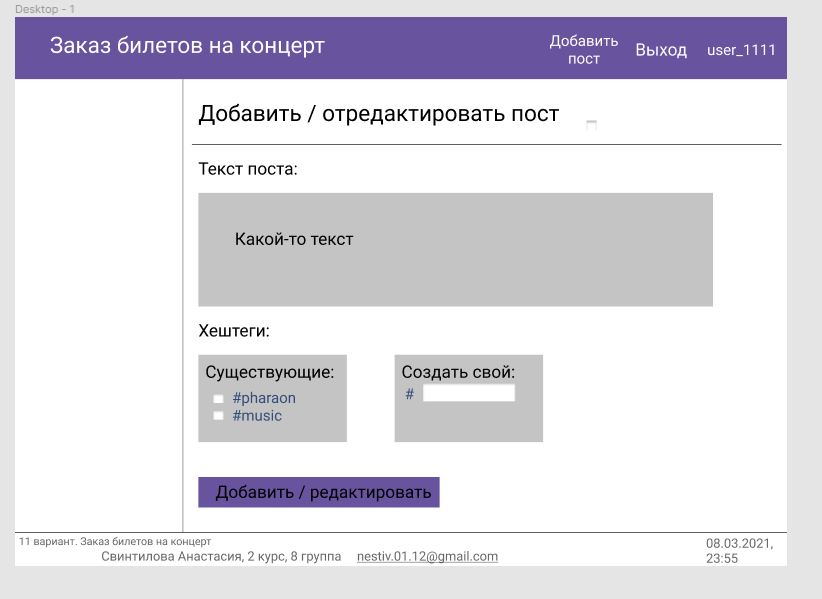 Desktop - 1
Заказ билетов на концерт
Добавить
пост
Выход
user_1111
Добавить / отредактировать пост
Текст поста:
Какой-то текст
Хештеги:
Существующие:
#pharaon
#music
Создать свой:
#
Добавить / редактировать
11 вариант. Заказ билетов на концерт
Свинтилова Анастасия, 2 курс, 8 группа nestiv.01.12@gmail.com
08.03.2021,
23:55